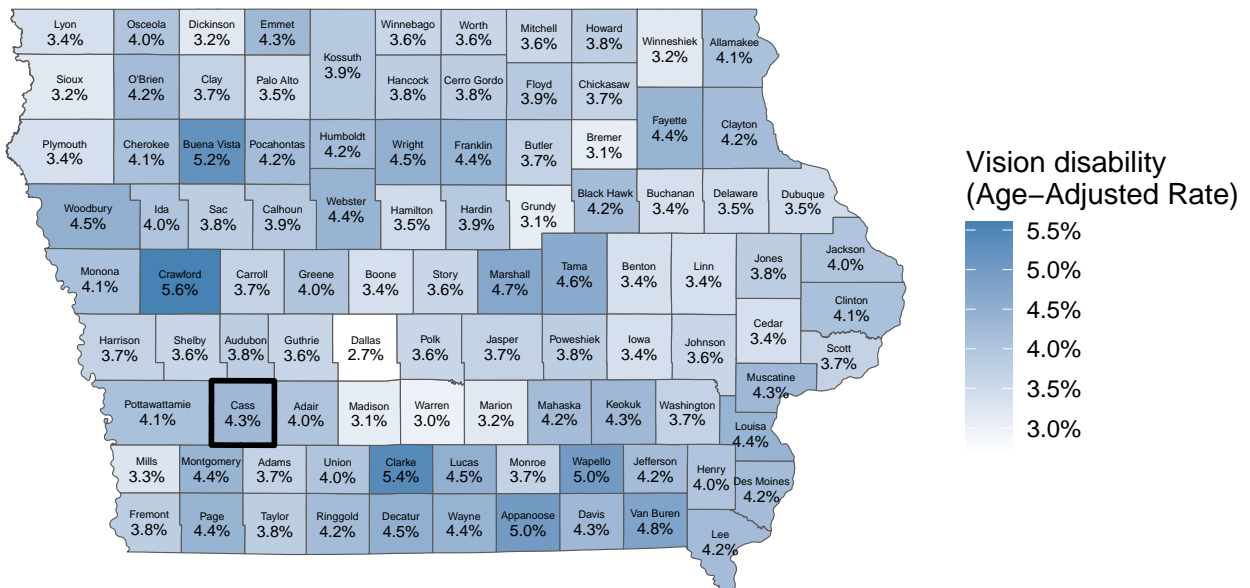 Lyon
3.4%
Osceola
4.0%
Dickinson
3.2%
Emmet
4.3%
Kossuth
3.9%
Winnebago
3.6%
Worth
3.6%
Mitchell
3.6%
Howard
3.8%
Winneshiek
3.2%
Allamakee
4.1%
Sioux
3.2%
O'Brien
4.2%
Clay
3.7%
Palo Alto
3.5%
Hancock
3.8%
Cerro Gordo
3.8%
Floyd
3.9%
Chickasaw
3.7%
Fayette
4.4%
Clayton
4.2%
Plymouth
3.4%
Cherokee
4.1%
Buena Vista
5.2%
Pocahontas
4.2%
Humboldt
4.2%
Wright
4.5%
Franklin
4.4%
Butler
3.7%
Bremer
3.1%
Woodbury
4.5%
Ida
4.0%
Sac
3.8%
Calhoun
3.9%
Webster
4.4%
Hamilton
3.5%
Hardin
3.9%
Grundy
3.1%
Black Hawk
4.2%
Buchanan
3.4%
Delaware
3.5%
Dubuque
3.5%
Monona
4.1%
Crawford
5.6%
Carroll
3.7%
Greene
4.0%
Boone
3.4%
Story
3.6%
Marshall
4.7%
Tama
4.6%
Benton
3.4%
Linn
3.4%
Jones
3.8%
Jackson
4.0%
Clinton
4.1%
Harrison
3.7%
Shelby
3.6%
Audubon
3.8%
Guthrie
3.6%
Dallas
2.7%
Polk
3.6%
Jasper
3.7%
Poweshiek
3.8%
Iowa
3.4%
Johnson
3.6%
Cedar
3.4%
Scott
3.7%
Muscatine
4.3%
Pottawattamie
4.1%
Cass
4.3%
Adair
4.0%
Madison
3.1%
Warren
3.0%
Marion
3.2%
Mahaska
4.2%
Keokuk
4.3%
Washington
3.7%
Louisa
4.4%
Mills
3.3%
Montgomery
4.4%
Adams
3.7%
Union
4.0%
Clarke
5.4%
Lucas
4.5%
Monroe
3.7%
Wapello
5.0%
Jefferson
4.2%
Henry
4.0%
Des Moines
4.2%
Fremont
3.8%
Page
4.4%
Taylor
3.8%
Ringgold
4.2%
Decatur
4.5%
Wayne
4.4%
Appanoose
5.0%
Davis
4.3%
Van Buren
4.8%
Lee
4.2%
Vision disability
(Age−Adjusted Rate)
5.5%
5.0%
4.5%
4.0%
3.5%
3.0%